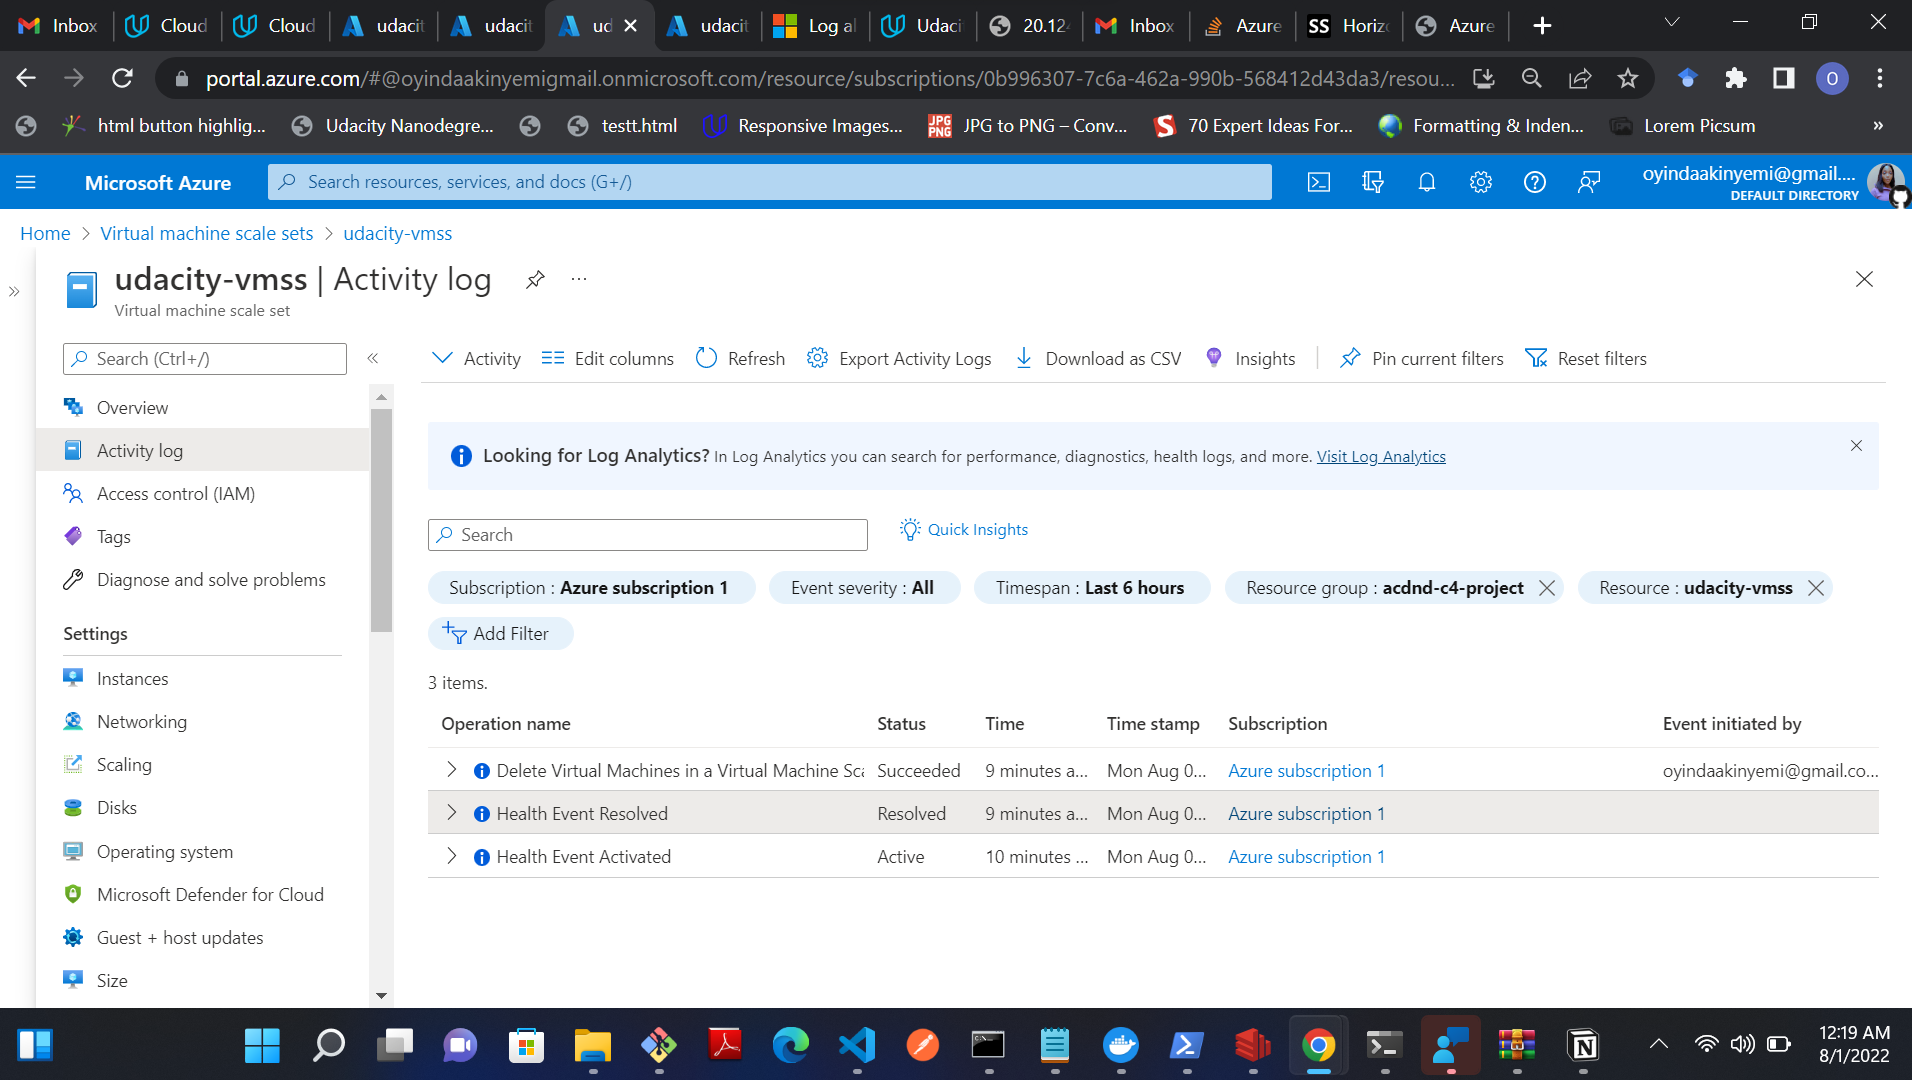 Inbox
Cloud
Cloud
udacit
udacit
ud
udacit
Log al
Udaci
20.124
Inbox
Azure
SS Horizo
Azure
portal.azure.com/#@oyindaakinyemigmail.onmicrosoft.com/resource/subscriptions/0b996307-7c6a-462a-990b-568412d43da3/resou...
O
html button highlig...
Udacity Nanodegre...
testt.html
Responsive Images...
JPG PNG JPG to PNG – Conv...
70 Expert Ideas For...
Formatting & Inden...
Lorem Picsum
»
Microsoft Azure
Search resources, services, and docs (G+/)
oyindaakinyemi@gmail....
DEFAULT DIRECTORY
Home > Virtual machine scale sets > udacity-vmss
udacity-vmss | Activity log
...
Virtual machine scale set
Search (Ctrl+/)
Overview
Activity log
Access control (IAM)
Tags
Diagnose and solve problems
Settings
Instances
Networking
Scaling
Disks
Operating system
Microsoft Defender for Cloud
Guest + host updates
Size
Activity
Edit columns
Refresh
Export Activity Logs
Download as CSV
Insights
Pin current filters
Reset filters
Looking for Log Analytics? In Log Analytics you can search for performance, diagnostics, health logs, and more. Visit Log Analytics
Search
Quick Insights
Subscription : Azure subscription 1
Event severity : All
Timespan : Last 6 hours
Resource group : acdnd-c4-project
Resource : udacity-vmss
Add Filter
3 items.
Operation name Status Time Time stamp Subscription Event initiated by
Delete Virtual Machines in a Virtual Machine Sca Succeeded 9 minutes a... Mon Aug 0... Azure subscription 1 oyindaakinyemi@gmail.co...
Health Event Resolved Resolved 9 minutes a... Mon Aug 0... Azure subscription 1
Health Event Activated Active 10 minutes ... Mon Aug 0... Azure subscription 1
12:19 AM
8/1/2022